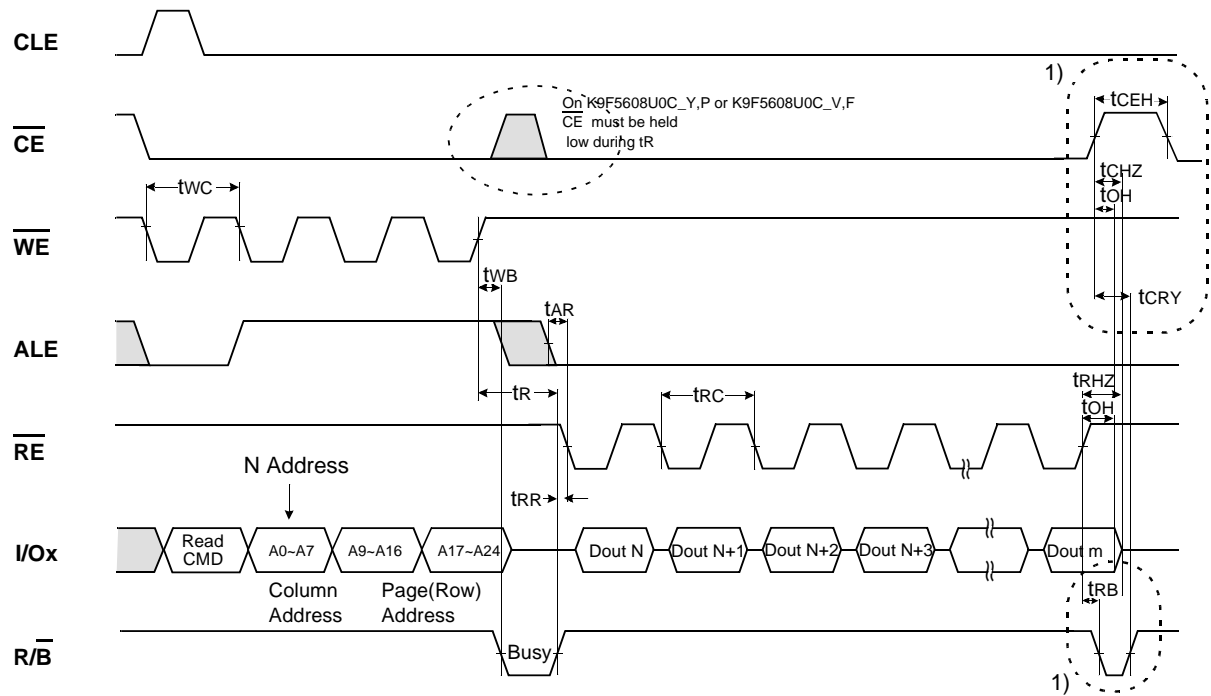 CLE
1)
tCEH
On K9F5608U0C_Y,P or K9F5608U0C_V,F
CE must be held
low during tR
CE
tCHZ
tOH
tWC
WE
tWB
tCRY
tAR
ALE
tR
tRC
tRHZ
tOH
RE
N Address
tRR
I/Ox
Read
CMD
A0~A7
A9~A16
A17~A24
Dout N
Dout N+1
Dout N+2
Dout N+3
Dout m
Column
Address
Page(Row)
Address
tRB
R/B
Busy
1)